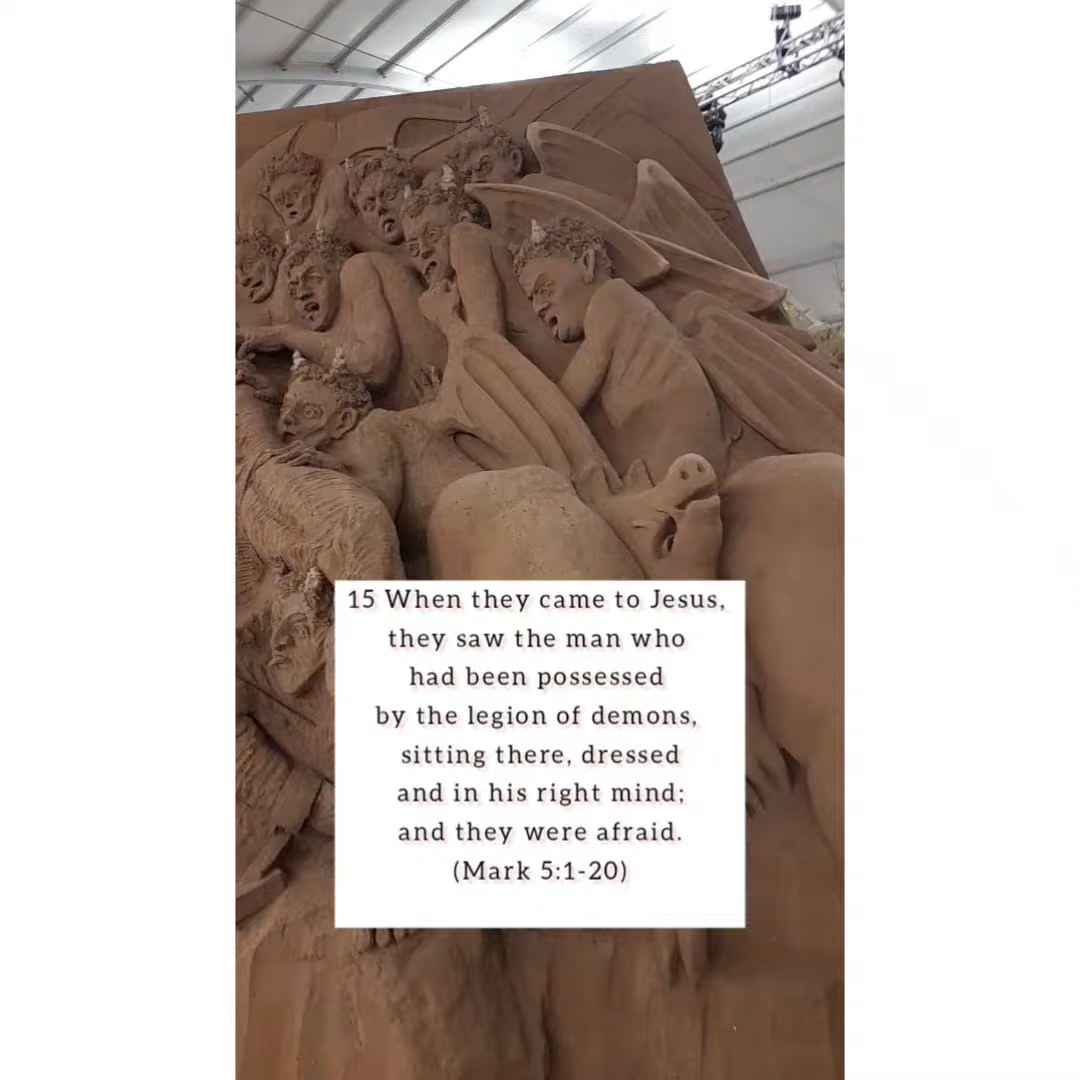 15 When they came to Jesus,
they saw the man who
had been possessed
by the legion of demons,
sitting there, dressed
and in his right mind;
and they were afraid.
(Mark 5:1-20)